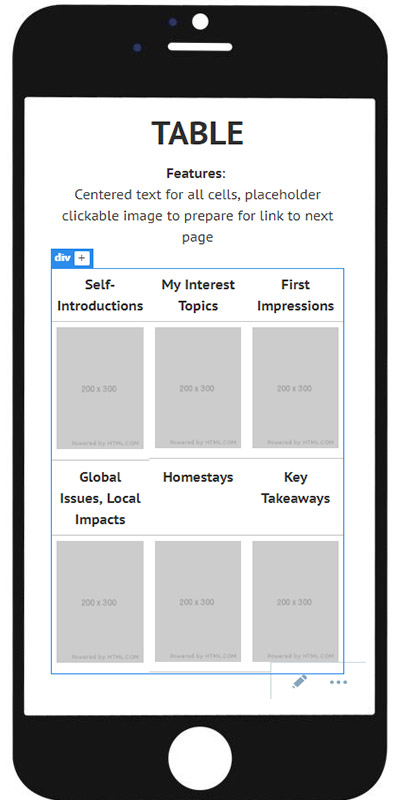 TABLE
Features:
Centered text for all cells, placeholder
clickable image to prepare for link to next
page
div +
Self-
Introductions
My Interest
Topics
First
Impressions
200 x 300
Powered by HTML.COM
200 x 300
Powered by HTML.COM
200 x 300
Powered by HTML.COM
Global
Issues, Local
Impacts
Homestays
Key
Takeaways
200 x 300
Powered by HTML.COM
200 x 300
Powered by HTML.COM
200 x 300
Powered by HTML.COM